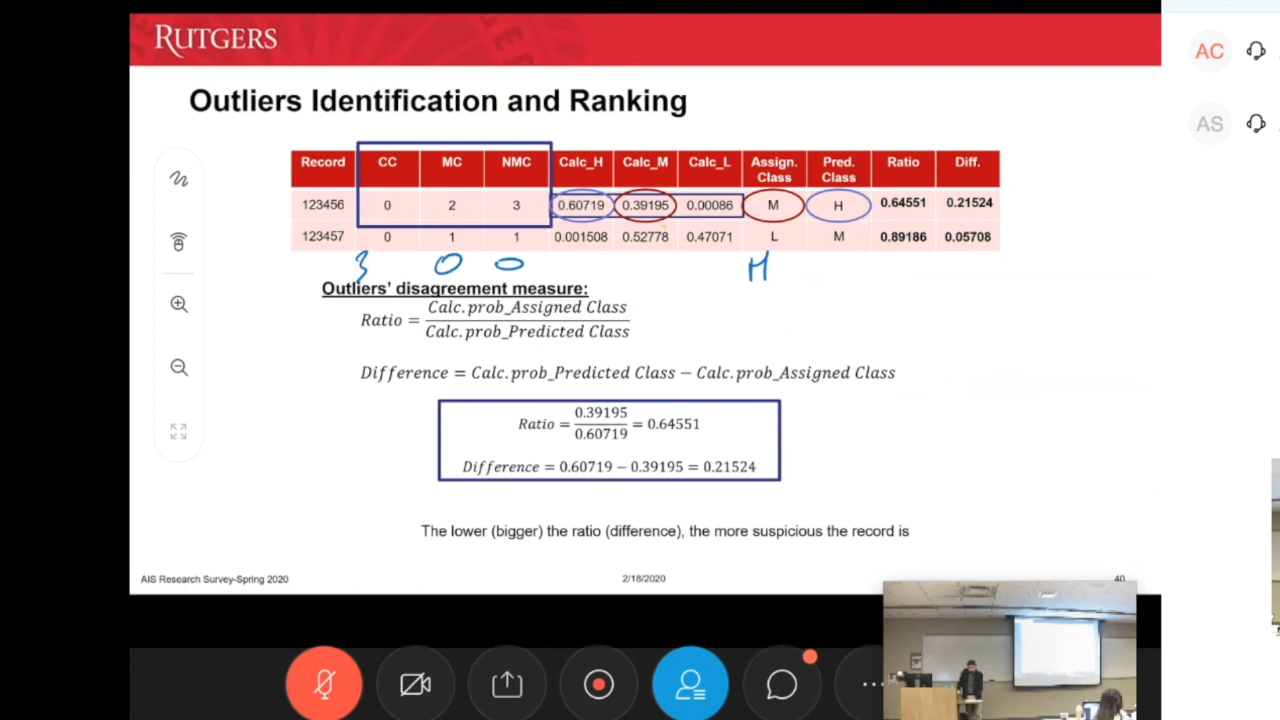 RUTGERS
AC
AS
Outliers Identification and Ranking
Record CC MC NMC Calc_H Calc_M Calc_L Assign. Class Pred. Class Ratio Diff.
123456 0 2 3 0.60719 0.39195 0.00086 M H 0.64551 0.21524
123457 0 1 1 0.001508 0.52778 0.47071 L M 0.89186 0.05708
3 0 0 H
Outliers' disagreement measure:
Ratio = Calc.prob_Assigned Class / Calc.prob_Predicted Class
Difference = Calc.prob_Predicted Class − Calc.prob_Assigned Class
Ratio = 0.39195 / 0.60719 = 0.64551
Difference = 0.60719 − 0.39195 = 0.21524
The lower (bigger) the ratio (difference), the more suspicious the record is
AIS Research Survey-Spring 2020 2/18/2020 40